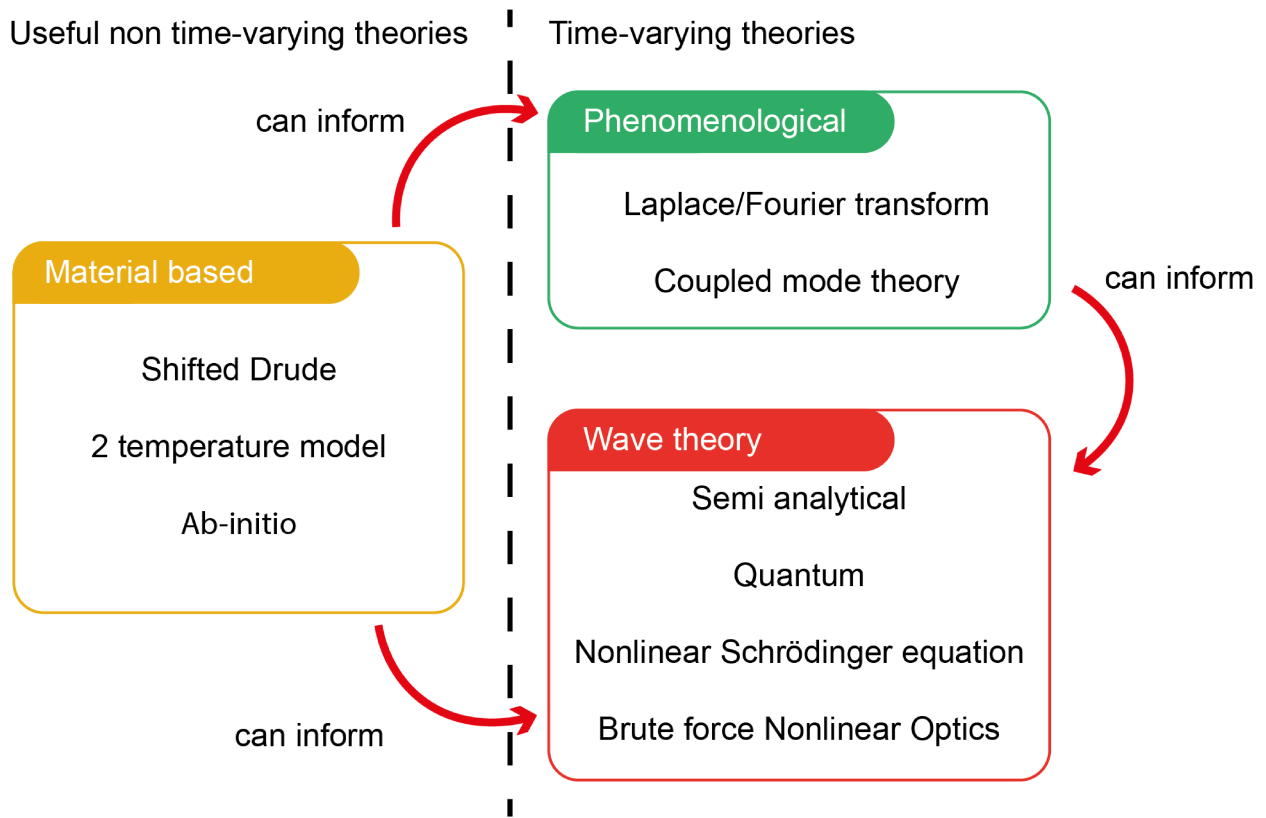 Useful non time-varying theories
Time-varying theories
can inform
Phenomenological
Laplace/Fourier transform
Coupled mode theory
can inform
Material based
Shifted Drude
2 temperature model
Ab-initio
Wave theory
Semi analytical
Quantum
Nonlinear Schrödinger equation
Brute force Nonlinear Optics
can inform